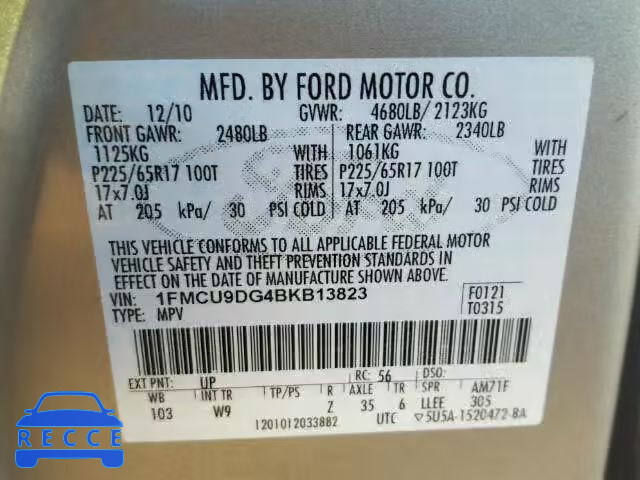 MFD. BY FORD MOTOR CO.
DATE: 12/10 GVWR: 4680LB/ 2123KG
FRONT GAWR: 2480LB REAR GAWR: 2340LB
1125KG WITH 1061KG WITH
P225/65R17 100T TIRES P225/65R17 100T TIRES
17x7.0J RIMS 17x7.0J RIMS
AT 205 kPa/ 30 PSI COLD AT 205 kPa/ 30 PSI COLD
THIS VEHICLE CONFORMS TO ALL APPLICABLE FEDERAL MOTOR
VEHICLE SAFETY AND THEFT PREVENTION STANDARDS IN
EFFECT ON THE DATE OF MANUFACTURE SHOWN ABOVE.
VIN: 1FMCU9DG4BKB13823 F0121
TYPE: MPV T0315
EXT PNT: UP RC: 56 DSO:
WB INT TR TP/PS R AXLE TR SPR AM71F
103 W9 Z 35 6 LLEE 305
1201012033882 UTC ▽5U5A-1520472-BA
RECCE